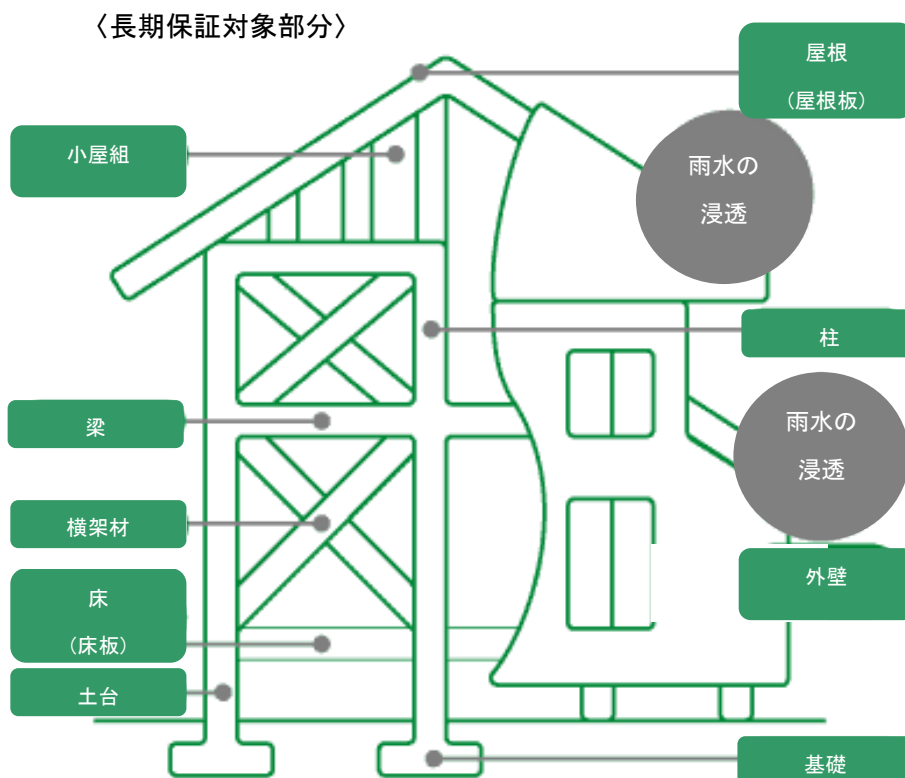 〈長期保証対象部分〉
屋根
（屋根板）
小屋組
雨水の
浸透
柱
梁
雨水の
浸透
横架材
外壁
床
（床板）
土台
基礎